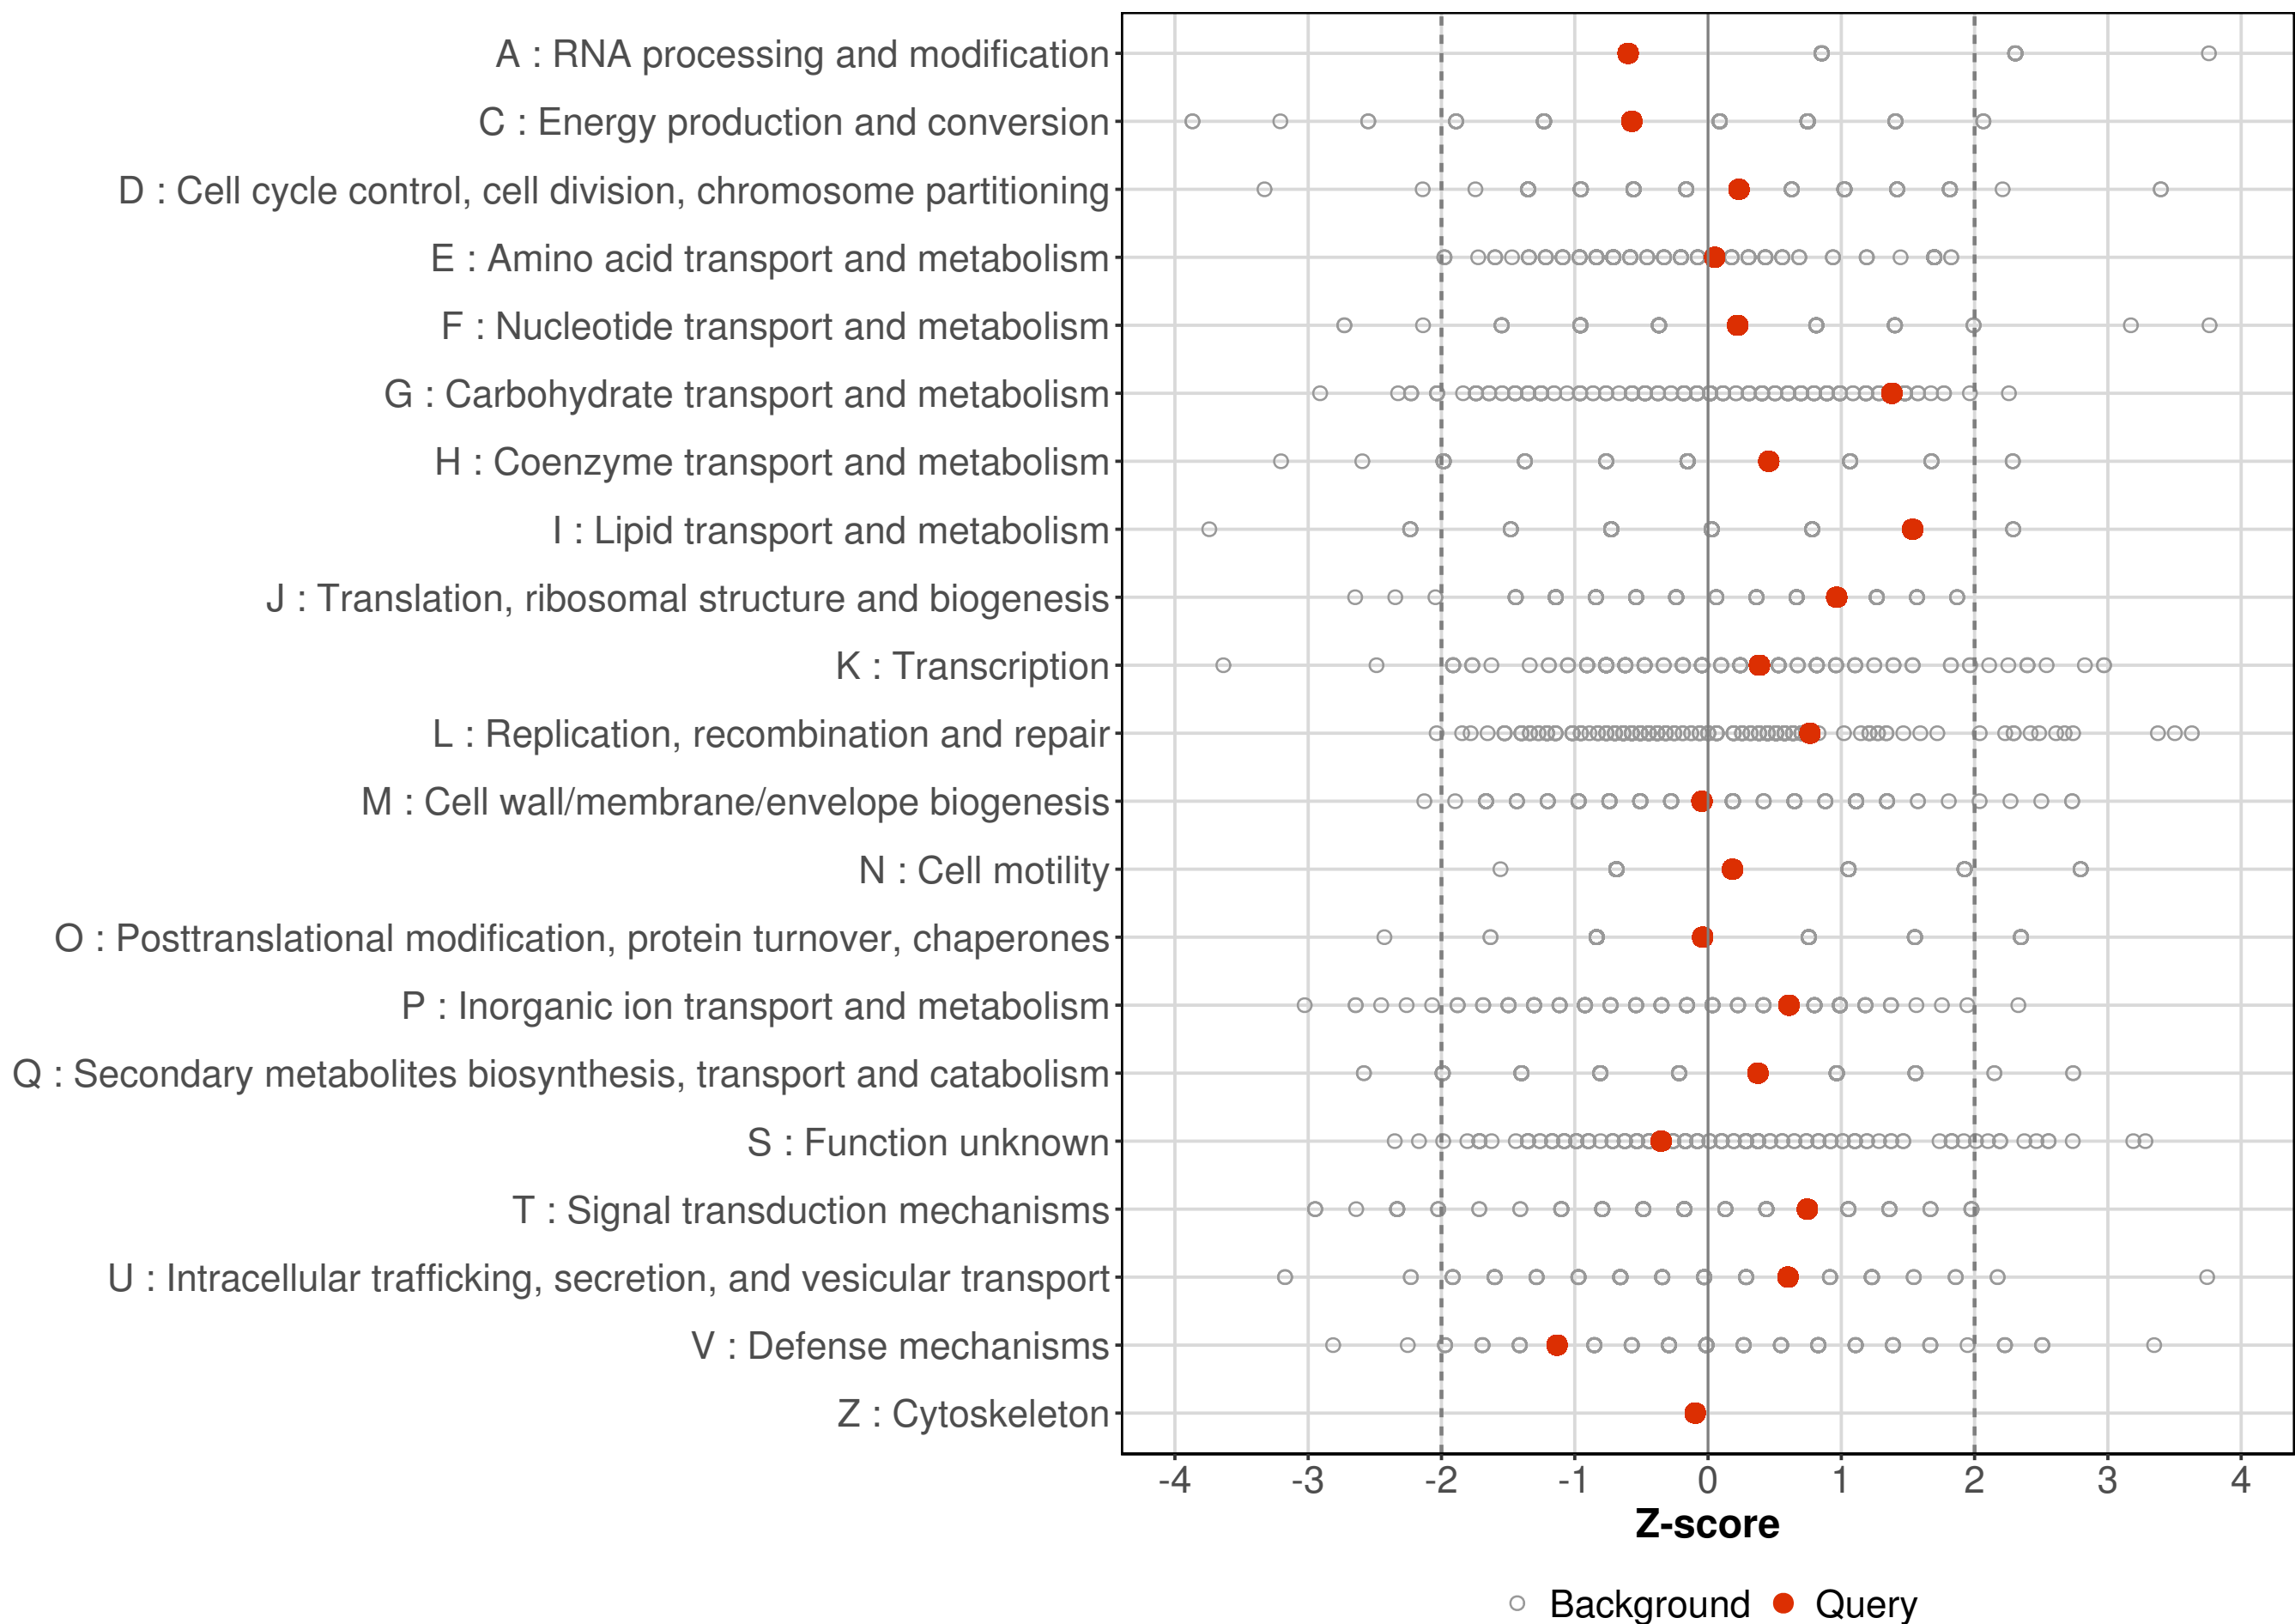 A : RNA processing and modification
C : Energy production and conversion
D : Cell cycle control, cell division, chromosome partitioning
E : Amino acid transport and metabolism
F : Nucleotide transport and metabolism
G : Carbohydrate transport and metabolism
H : Coenzyme transport and metabolism
I : Lipid transport and metabolism
J : Translation, ribosomal structure and biogenesis
K : Transcription
L : Replication, recombination and repair
M : Cell wall/membrane/envelope biogenesis
N : Cell motility
O : Posttranslational modification, protein turnover, chaperones
P : Inorganic ion transport and metabolism
Q : Secondary metabolites biosynthesis, transport and catabolism
S : Function unknown
T : Signal transduction mechanisms
U : Intracellular trafficking, secretion, and vesicular transport
V : Defense mechanisms
Z : Cytoskeleton
-4 -3 -2 -1 0 1 2 3 4
Z-score
Background Query